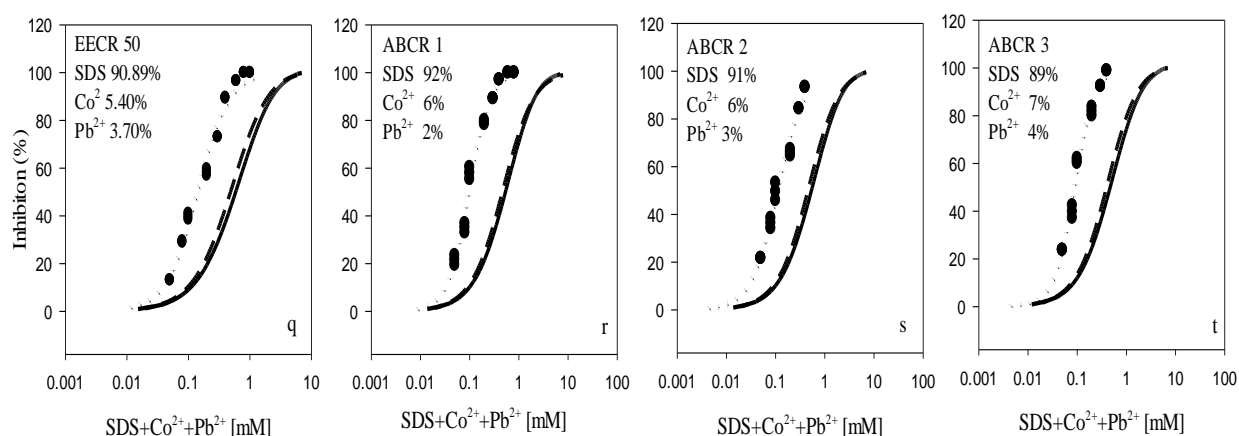 120
100
80
60
40
20
0
Inhibiton (%)
EECR 50
SDS 90.89%
Co² 5.40%
Pb²⁺ 3.70%
q
0.001 0.01 0.1 1 10
SDS+Co²⁺+Pb²⁺ [mM]
120
100
80
60
40
20
0
ABCR 1
SDS 92%
Co²⁺ 6%
Pb²⁺ 2%
r
0.001 0.01 0.1 1 10 100
SDS+Co²⁺+Pb²⁺ [mM]
120
100
80
60
40
20
0
ABCR 2
SDS 91%
Co²⁺ 6%
Pb²⁺ 3%
s
0.001 0.01 0.1 1 10 100
SDS+Co²⁺+Pb²⁺ [mM]
120
100
80
60
40
20
0
ABCR 3
SDS 89%
Co²⁺ 7%
Pb²⁺ 4%
t
0.001 0.01 0.1 1 10 100
SDS+Co²⁺+Pb²⁺ [mM]